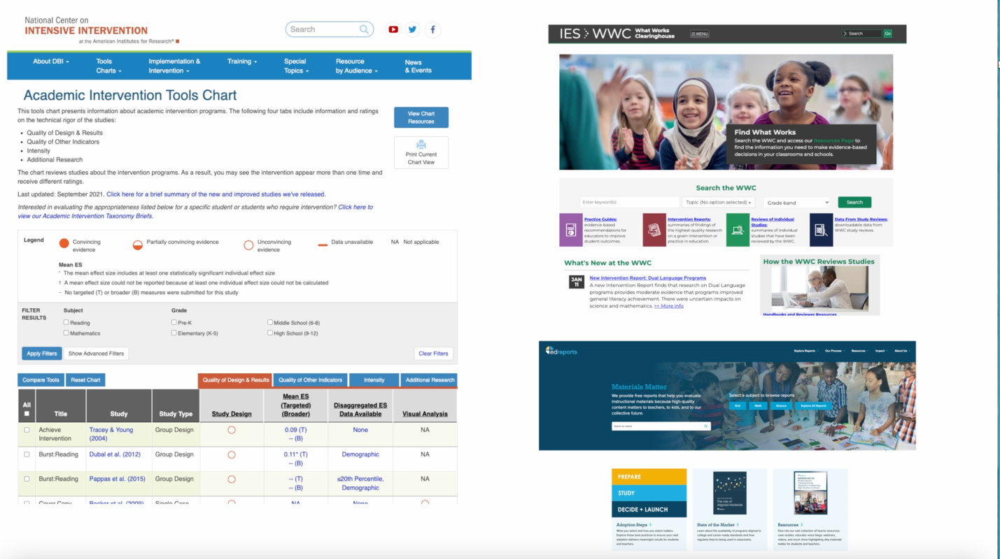 National Center on
INTENSIVE INTERVENTION
at the American Institutes for Research®
Search
About DBI
Tools
Charts
Implementation &
Intervention
Training
Special
Topics
Resource
by Audience
News
& Events
Academic Intervention Tools Chart
This tools chart presents information about academic intervention programs. The following four tabs include information and ratings
on the technical rigor of the studies:
• Quality of Design & Results
• Quality of Other Indicators
• Intensity
• Additional Research
View Chart
Resources
Print Current
Chart View
The chart reviews studies about the intervention programs. As a result, you may see the intervention appear more than one time and
receive different ratings.
Last updated: September 2021. Click here for a brief summary of the new and improved studies we've released.
Interested in evaluating the appropriateness listed below for a specific student or students who require intervention? Click here to
view our Academic Intervention Taxonomy Briefs.
Legend
Convincing
evidence
Partially convincing evidence
Unconvincing
evidence
Data unavailable
NA Not applicable
Mean ES
* The mean effect size includes at least one statistically significant individual effect size
† A mean effect size could not be reported because at least one individual effect size could not be calculated
– No targeted (T) or broader (B) measures were submitted for this study
FILTER
RESULTS
Subject
Reading
Mathematics
Grade
Pre-K
Elementary (K-5)
Middle School (6-8)
High School (9-12)
Apply Filters
Show Advanced Filters
Clear Filters
Compare Tools
Reset Chart
Quality of Design & Results
Quality of Other Indicators
Intensity
Additional Research
All
Title
Study
Study Type
Study Design
Mean ES
(Targeted)
(Broader)
Disaggregated ES
Data Available
Visual Analysis
Achieve
Intervention
Tracey & Young
(2004)
Group Design
0.09 (T)
-- (B)
None
NA
Burst:Reading
Dubal et al. (2012)
Group Design
0.11* (T)
-- (B)
Demographic
NA
Burst:Reading
Pappas et al. (2015)
Group Design
-- (T)
-- (B)
≤20th Percentile,
Demographic
NA
Cover Copy
Becker et al. (2009)
Single Case
NA
None
IES WWC What Works
Clearinghouse
MENU
Search
Go
Find What Works
Search the WWC and access our Resources Page to
find the information you need to make evidence-based
decisions in your classrooms and schools.
Search the WWC
Enter keyword(s)
Topic (No option selected)
Grade band
Search
Practice Guides:
evidence-based
recommendations for
educators to improve
student outcomes.
Intervention Reports:
summaries of findings of
the highest-quality research
on a given intervention or
practice in education.
Reviews of Individual
Studies:
summaries of individual
studies that have been
reviewed by the WWC.
Data From Study Reviews:
downloadable data from
WWC study reviews.
What's New at the WWC
JAN
11
New Intervention Report: Dual Language Programs
A new Intervention Report finds that research on Dual Language
programs provides moderate evidence that programs improved
general literacy achievement. There were uncertain impacts on
science and mathematics. >> More info
How the WWC Reviews Studies
Handbooks and Reviewer Resources
edreports
Explore Reports
Our Process
Resources
Impact
About Us
Materials Matter
We provide free reports that help you evaluate
instructional materials because high-quality
content matters to teachers, to kids, and to our
collective future.
Search our reports
Select a subject to browse reports
ELA
Math
Science
Explore All Reports
PREPARE
STUDY
DECIDE + LAUNCH
Adoption Steps >
What you select and how you select matters.
Explore these best practices to ensure your next
adoption delivers meaningful results for students
and teachers.
The Use of
Aligned Materials
State of the Market >
Learn about the availability of programs aligned to
college and career-ready standards and how
regularly they're being used in classrooms.
Resources >
Dive into our vast collection of how-to resources,
case studies, educator voice blogs, webinars,
videos, and much more highlighting why materials
matter for students and teachers.